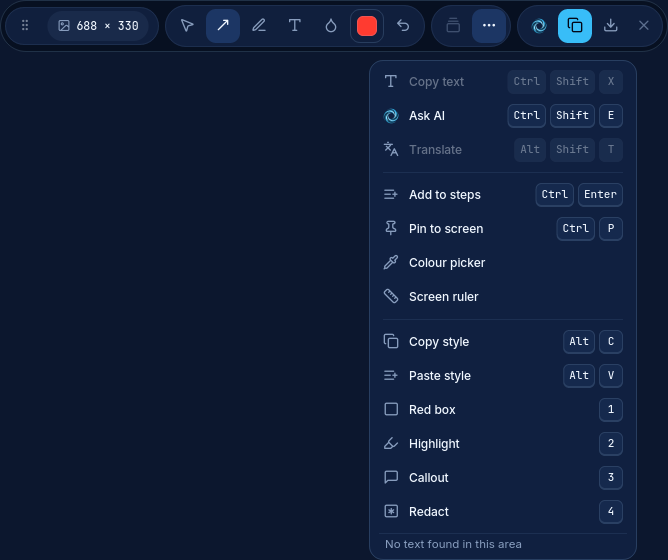 688 × 330
Copy text Ctrl Shift X
Ask AI Ctrl Shift E
Translate Alt Shift T
Add to steps Ctrl Enter
Pin to screen Ctrl P
Colour picker
Screen ruler
Copy style Alt C
Paste style Alt V
Red box 1
Highlight 2
Callout 3
Redact 4
No text found in this area